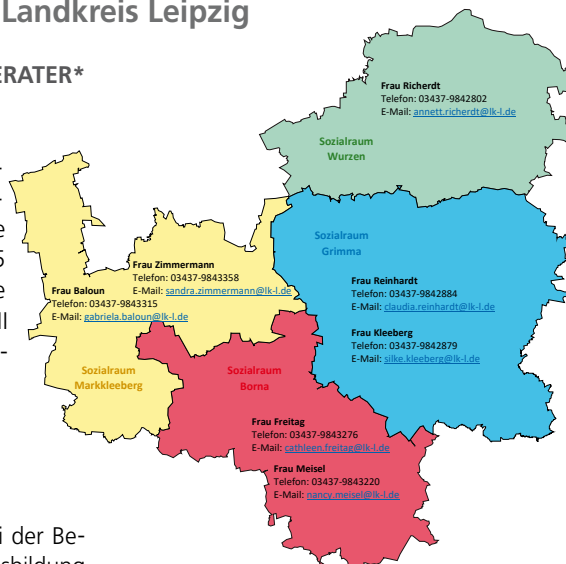 Landkreis Leipzig
ERATER*
Frau Richerdt
Telefon: 03437-9842802
E-Mail: annett.richerdt@lk-l.de
Sozialraum
Wurzen
Sozialraum
Grimma
Frau Zimmermann
Telefon: 03437-9843358
E-Mail: sandra.zimmermann@lk-l.de
Frau Baloun
Telefon: 03437-9843315
E-Mail: gabriela.baloun@lk-l.de
Frau Reinhardt
Telefon: 03437-9842884
E-Mail: claudia.reinhardt@lk-l.de
Frau Kleeberg
Telefon: 03437-9842879
E-Mail: silke.kleeberg@lk-l.de
Sozialraum
Markkleeberg
Sozialraum
Borna
Frau Freitag
Telefon: 03437-9843276
E-Mail: cathleen.freitag@lk-l.de
Frau Meisel
Telefon: 03437-9843220
E-Mail: nancy.meisel@lk-l.de
i der Be-
chbildung